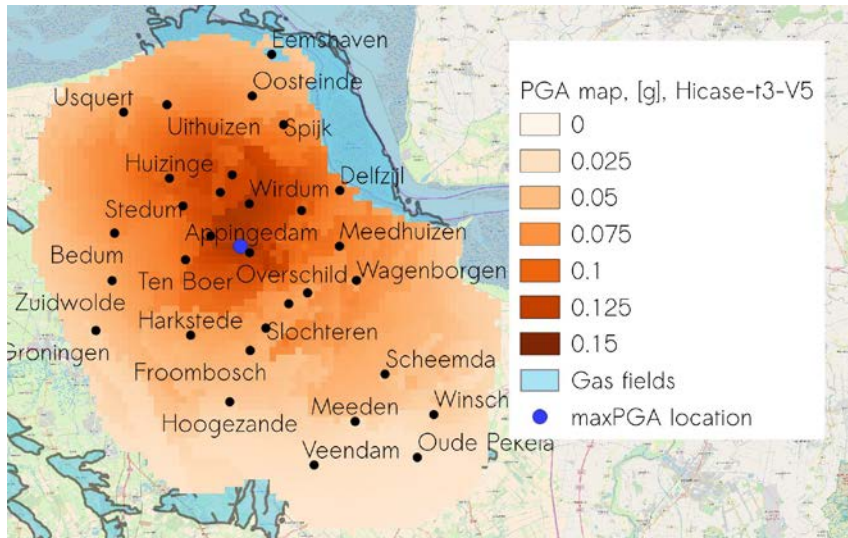 Eemshaven
Oosteinde
Usquert
Uithuizen
Spijk
Huizinge
Wirdum
Delfzijl
Stedum
Appingedam
Meedhuizen
Bedum
Ten Boer
Overschild
Wagenborgen
Zuidwolde
Harkstede
Slochteren
Groningen
Froombosch
Scheemda
Hoogezande
Meeden
Winsch
Veendam
Oude Pekela
PGA map, [g], Hicase-t3-V5
0
0.025
0.05
0.075
0.1
0.125
0.15
Gas fields
maxPGA location